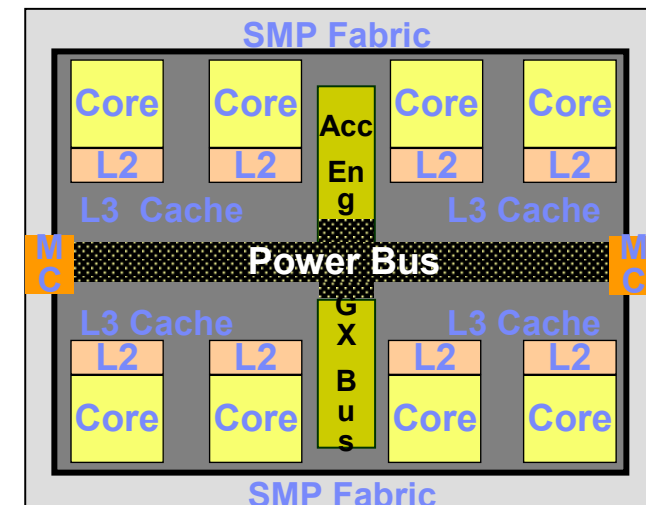 SMP Fabric
Core Core Core Core
Acc
L2 L2 L2 L2
En
g
L3 Cache L3 Cache
M
C
Power Bus
M
C
L3 Cache L3 Cache
G
X
L2 L2 L2 L2
B
u
s
Core Core Core Core
SMP Fabric